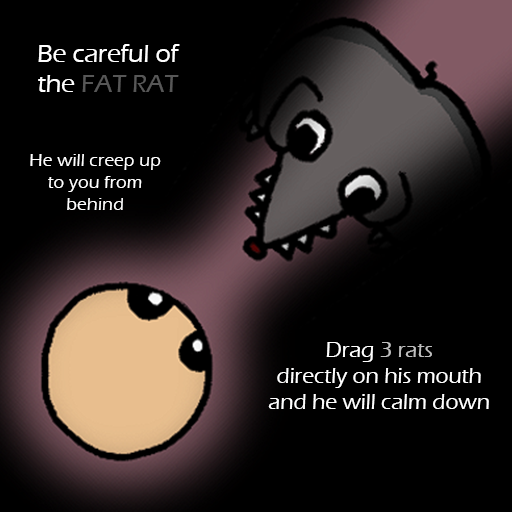 Be careful of
the FAT RAT
He will creep up
to you from
behind
Drag 3 rats
directly on his mouth
and he will calm down